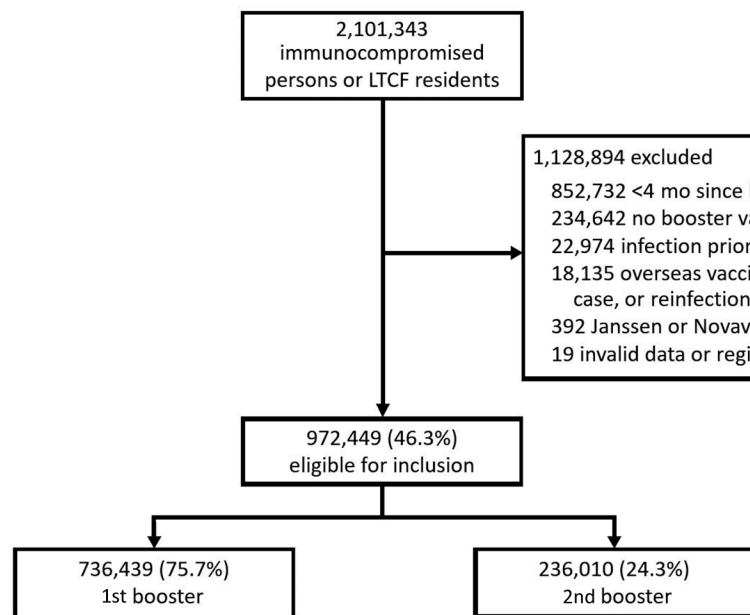 2,101,343
immunocompromised
persons or LTCF residents
1,128,894 excluded
852,732 <4 mo since
234,642 no booster
22,974 infection prior
18,135 overseas
case, or reinfection
392 Janssen or
19 invalid data or
972,449 (46.3%)
eligible for inclusion
736,439 (75.7%)
1st booster
236,010 (24.3%)
2nd booster